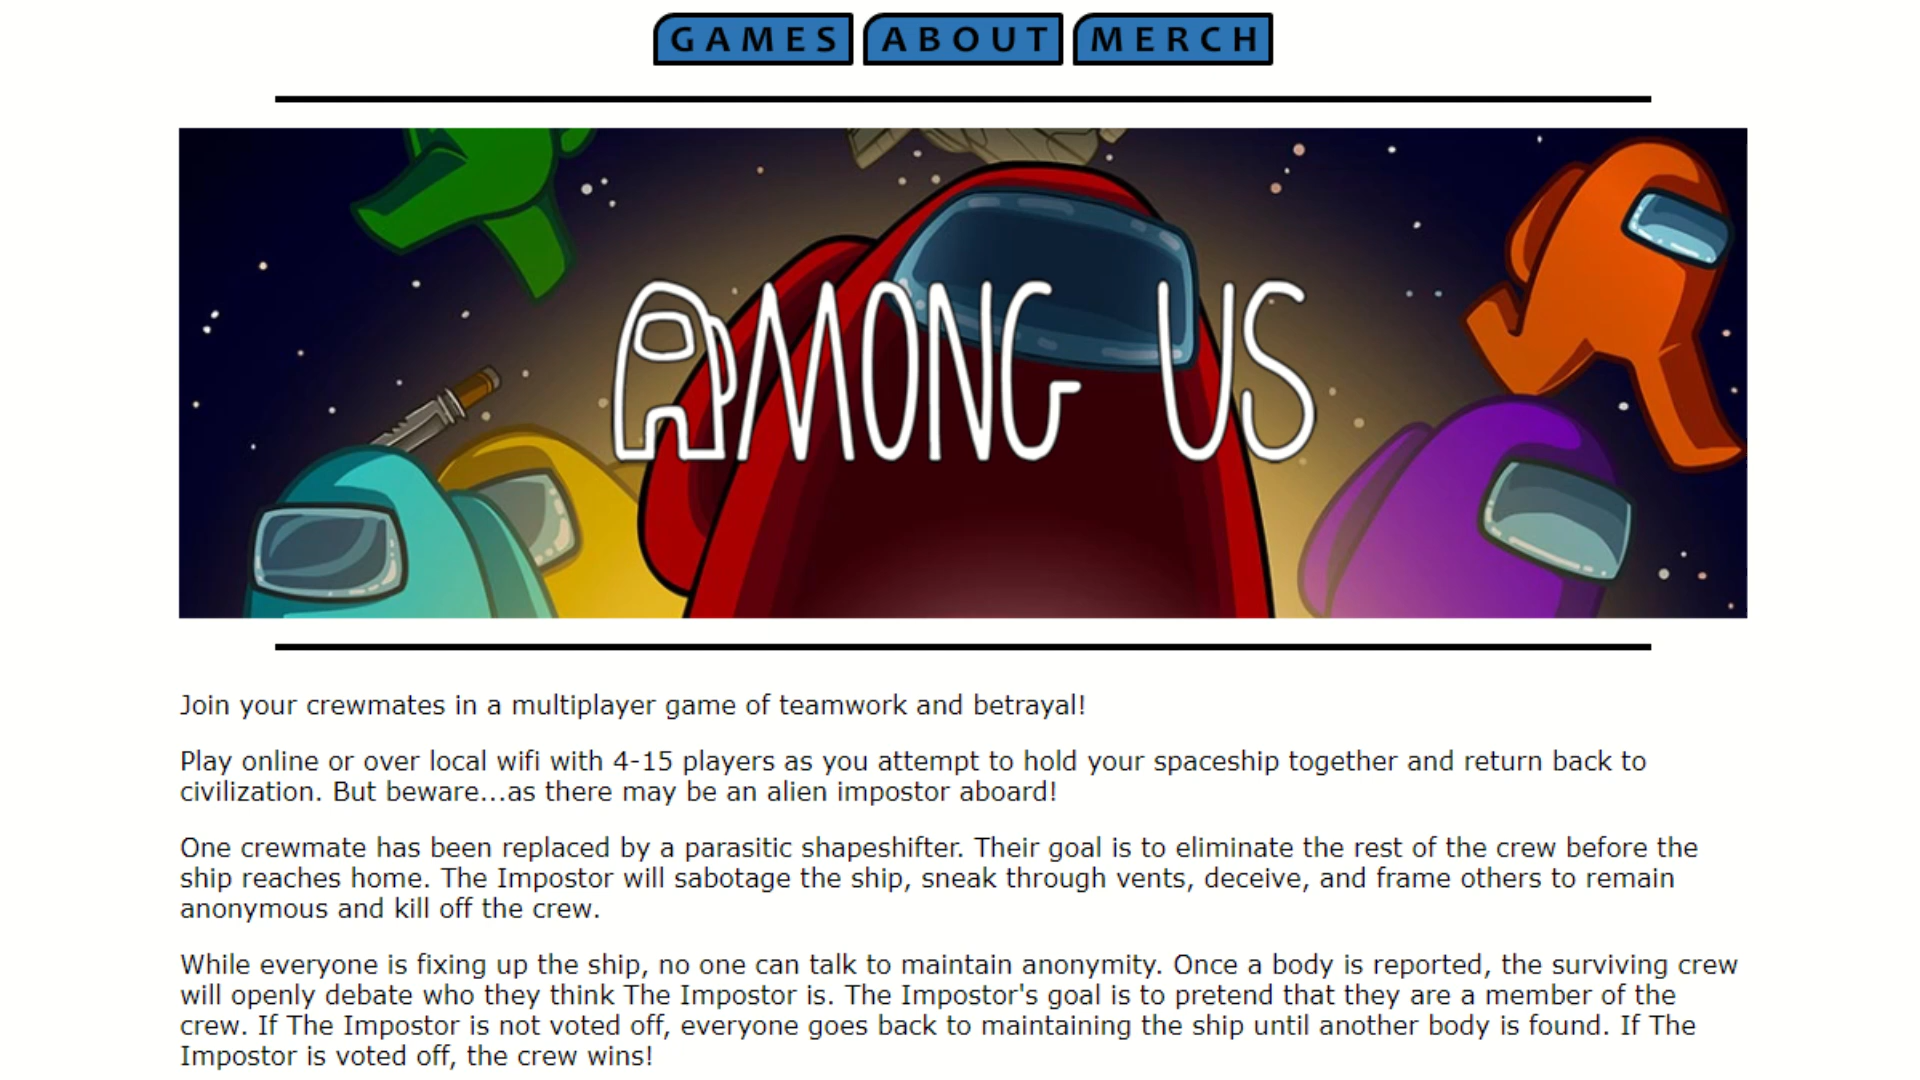 GAMES ABOUT MERCH
AMONG US
Join your crewmates in a multiplayer game of teamwork and betrayal!
Play online or over local wifi with 4-15 players as you attempt to hold your spaceship together and return back to
civilization. But beware...as there may be an alien impostor aboard!
One crewmate has been replaced by a parasitic shapeshifter. Their goal is to eliminate the rest of the crew before the
ship reaches home. The Impostor will sabotage the ship, sneak through vents, deceive, and frame others to remain
anonymous and kill off the crew.
While everyone is fixing up the ship, no one can talk to maintain anonymity. Once a body is reported, the surviving crew
will openly debate who they think The Impostor is. The Impostor's goal is to pretend that they are a member of the
crew. If The Impostor is not voted off, everyone goes back to maintaining the ship until another body is found. If The
Impostor is voted off, the crew wins!